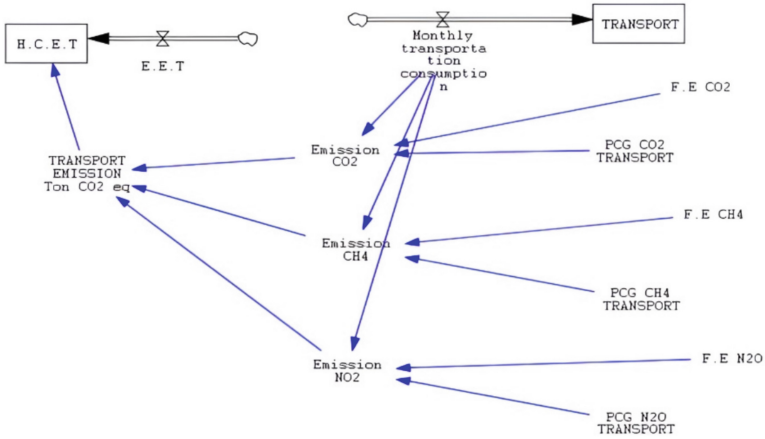 H.C.E.T
E.E.T
TRANSPORT
Monthly
transporta
tion
consumptio
n
F.E CO2
Emission
CO2
PCG CO2
TRANSPORT
TRANSPORT
EMISSION
Ton CO2 eq
F.E CH4
Emission
CH4
PCG CH4
TRANSPORT
Emission
NO2
F.E N2O
PCG N2O
TRANSPORT